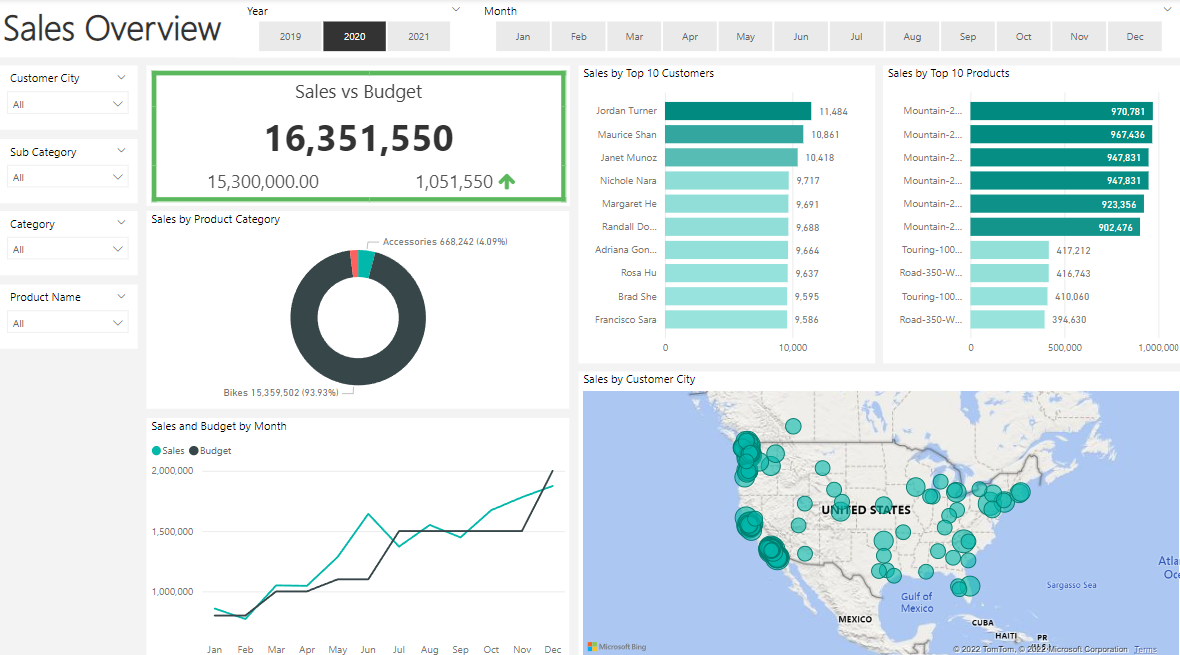 Sales Overview
Year
2019
2020
2021
Month
Jan
Feb
Mar
Apr
May
Jun
Jul
Aug
Sep
Oct
Nov
Dec
Customer City
All
Sub Category
All
Category
All
Product Name
All
Sales vs Budget
16,351,550
15,300,000.00 1,051,550
Sales by Product Category
Accessories 668,242 (4.09%)
Bikes 15,359,502 (93.93%)
Sales and Budget by Month
Sales Budget
2,000,000
1,500,000
1,000,000
Jan Feb Mar Apr May Jun Jul Aug Sep Oct Nov Dec
Sales by Top 10 Customers
Jordan Turner 11,484
Maurice Shan 10,861
Janet Munoz 10,418
Nichole Nara 9,717
Margaret He 9,691
Randall Do... 9,688
Adriana Gon... 9,664
Rosa Hu 9,637
Brad She 9,595
Francisco Sara 9,586
0 10,000
Sales by Top 10 Products
Mountain-2... 970,781
Mountain-2... 967,436
Mountain-2... 947,831
Mountain-2... 947,831
Mountain-2... 923,356
Mountain-2... 902,476
Touring-100... 417,212
Road-350-W... 416,743
Touring-100... 410,060
Road-350-W... 394,630
0 500,000 1,000,000
Sales by Customer City
UNITED STATES
Atla
Oce
Sargasso Sea
Gulf of
Mexico
MEXICO
CUBA
HAITI
PR
Microsoft Bing
© 2022 TomTom, © 2022 Microsoft Corporation Terms